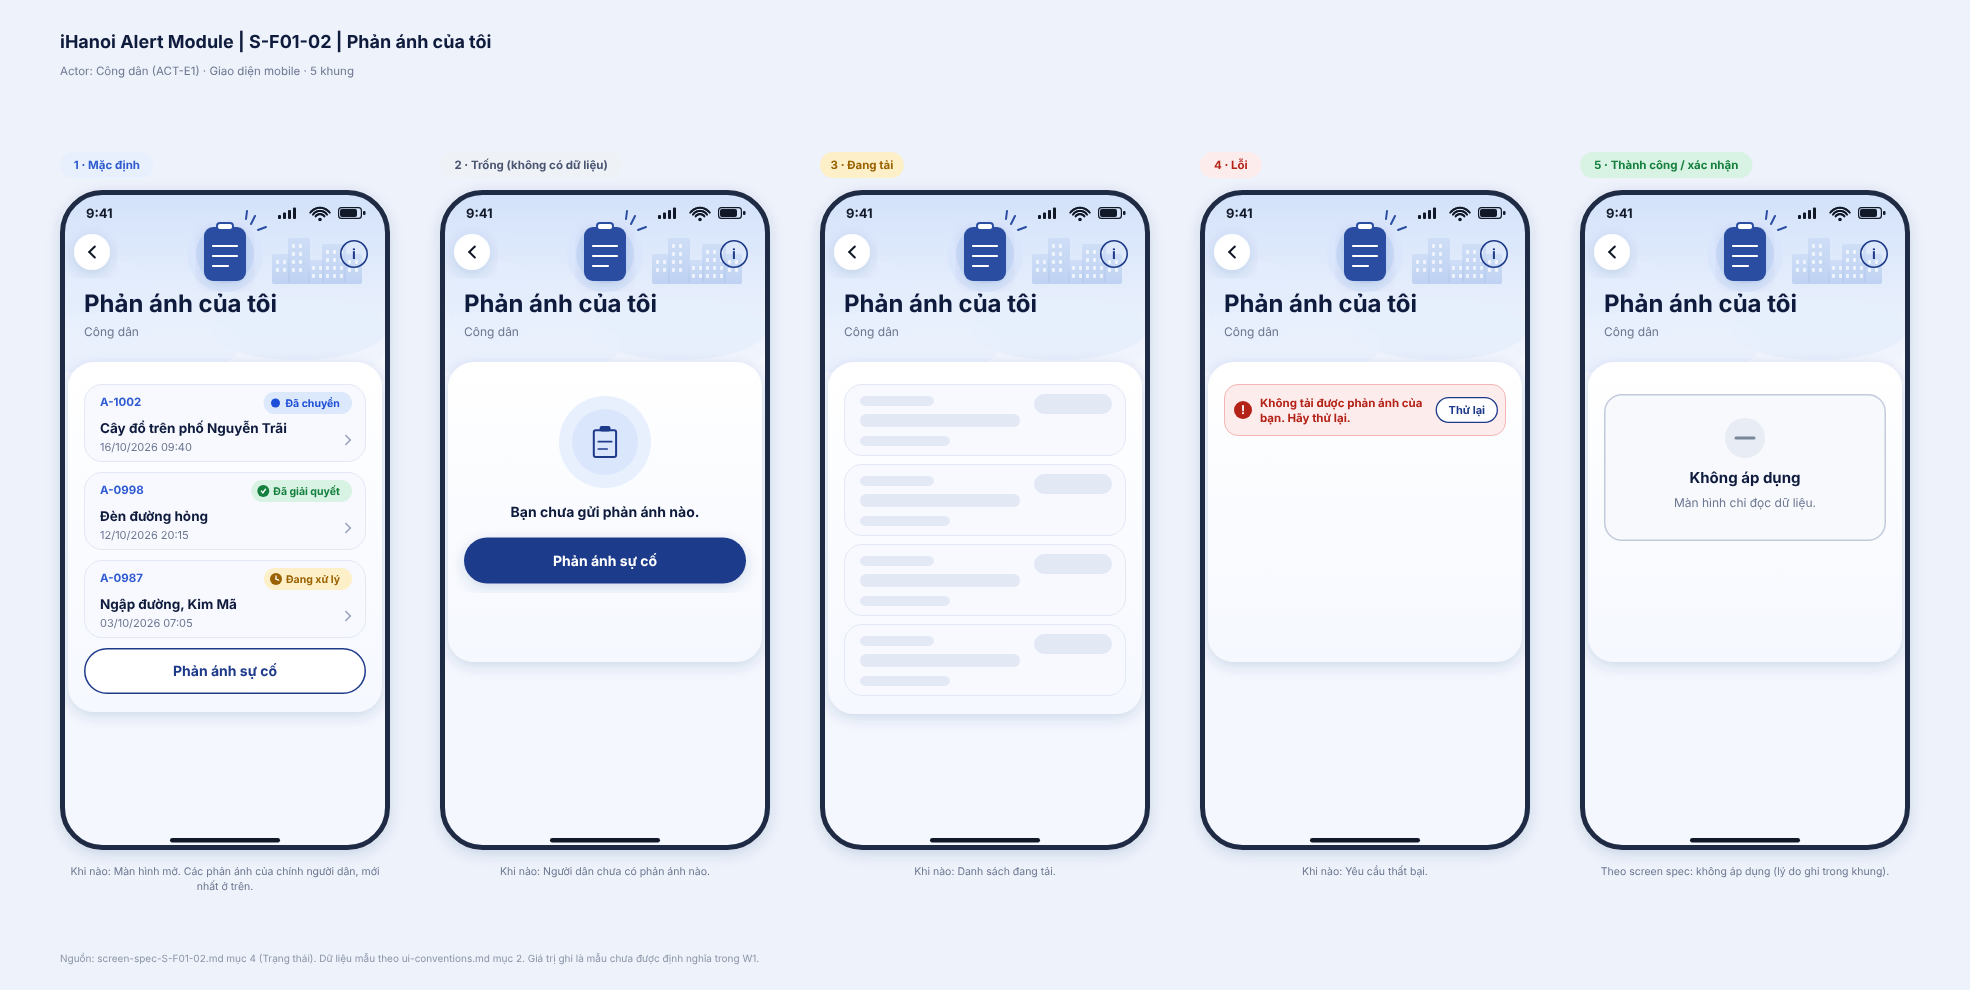 iHanoi Alert Module | S-F01-02 | Phản ánh của tôi
Actor: Công dân (ACT-E1) · Giao diện mobile · 5 khung
1 · Mặc định
9:41
i
Phản ánh của tôi
Công dân
A-1002
Đã chuyển
Cây đổ trên phố Nguyễn Trãi
16/10/2026 09:40
A-0998
Đã giải quyết
Đèn đường hỏng
12/10/2026 20:15
A-0987
Đang xử lý
Ngập đường, Kim Mã
03/10/2026 07:05
Phản ánh sự cố
Khi nào: Màn hình mở. Các phản ánh của chính người dân, mới
nhất ở trên.
2 · Trống (không có dữ liệu)
9:41
i
Phản ánh của tôi
Công dân
Bạn chưa gửi phản ánh nào.
Phản ánh sự cố
Khi nào: Người dân chưa có phản ánh nào.
3 · Đang tải
9:41
i
Phản ánh của tôi
Công dân
Khi nào: Danh sách đang tải.
4 · Lỗi
9:41
i
Phản ánh của tôi
Công dân
Không tải được phản ánh của
bạn. Hãy thử lại.
Thử lại
Khi nào: Yêu cầu thất bại.
5 · Thành công / xác nhận
9:41
i
Phản ánh của tôi
Công dân
Không áp dụng
Màn hình chỉ đọc dữ liệu.
Theo screen spec: không áp dụng (lý do ghi trong khung).
Nguồn: screen-spec-S-F01-02.md mục 4 (Trạng thái). Dữ liệu mẫu theo ui-conventions.md mục 2. Giá trị ghi là mẫu chưa được định nghĩa trong W1.